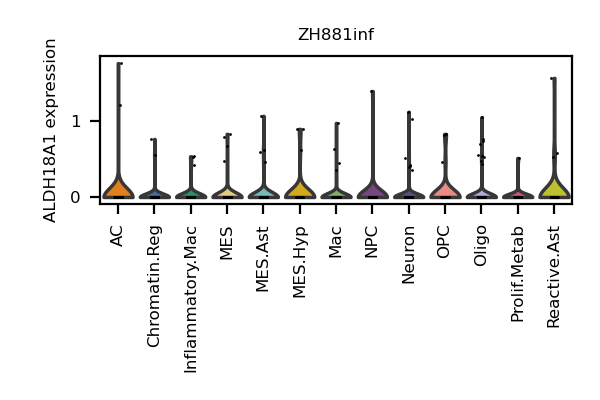 ZH881inf
ALDH18A1 expression
1
0
AC
Chromatin.Reg
Inflammatory.Mac
MES
MES.Ast
MES.Hyp
Mac
NPC
Neuron
OPC
Oligo
Prolif.Metab
Reactive.Ast